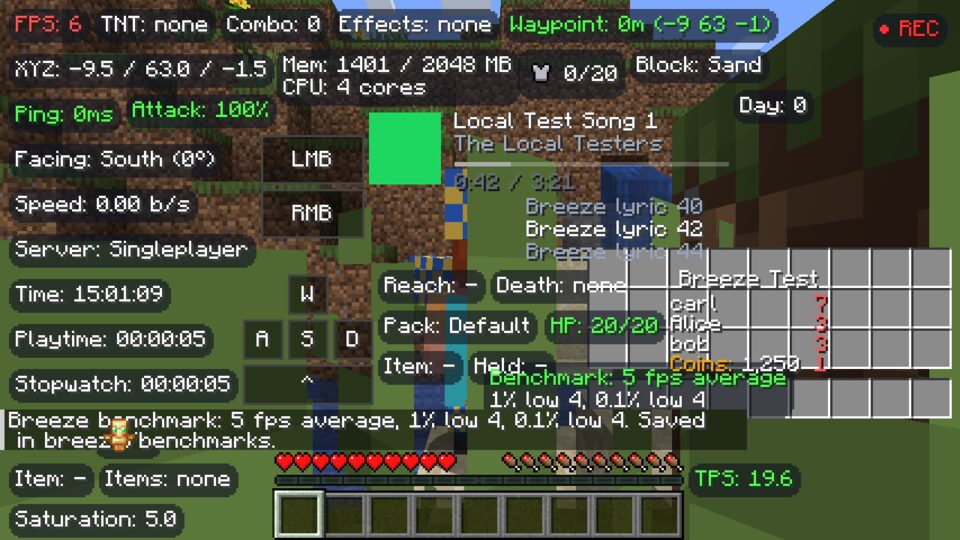 FPS: 6
TNT: none
Combo: 0
Effects: none
Waypoint: 0m (-9 63 -1)
REC
XYZ: -9.5 / 63.0 / -1.5
Mem: 1401 / 2048 MB
CPU: 4 cores
0/20
Block: Sand
Ping: 0ms
Attack: 100%
Day: 0
Local Test Song 1
The Local Testers
0:42 / 3:21
Facing: South (0°)
LMB
Speed: 0.00 b/s
RMB
Breeze lyric 40
Breeze lyric 42
Breeze lyric 44
Server: Singleplayer
Time: 15:01:09
W
Reach: -
Death: none
Breeze Test
carl 7
Alice 3
bob 3
Coins: 1,250 1
Playtime: 00:00:05
A
S
D
Pack: Default
HP: 20/20
Item: -
Held: -
Stopwatch: 00:00:05
^
Benchmark: 5 fps average
1% low 4, 0.1% low 4
Breeze benchmark: 5 fps average, 1% low 4, 0.1% low 4. Saved
in breeze benchmarks.
Item: -
Items: none
TPS: 19.6
Saturation: 5.0